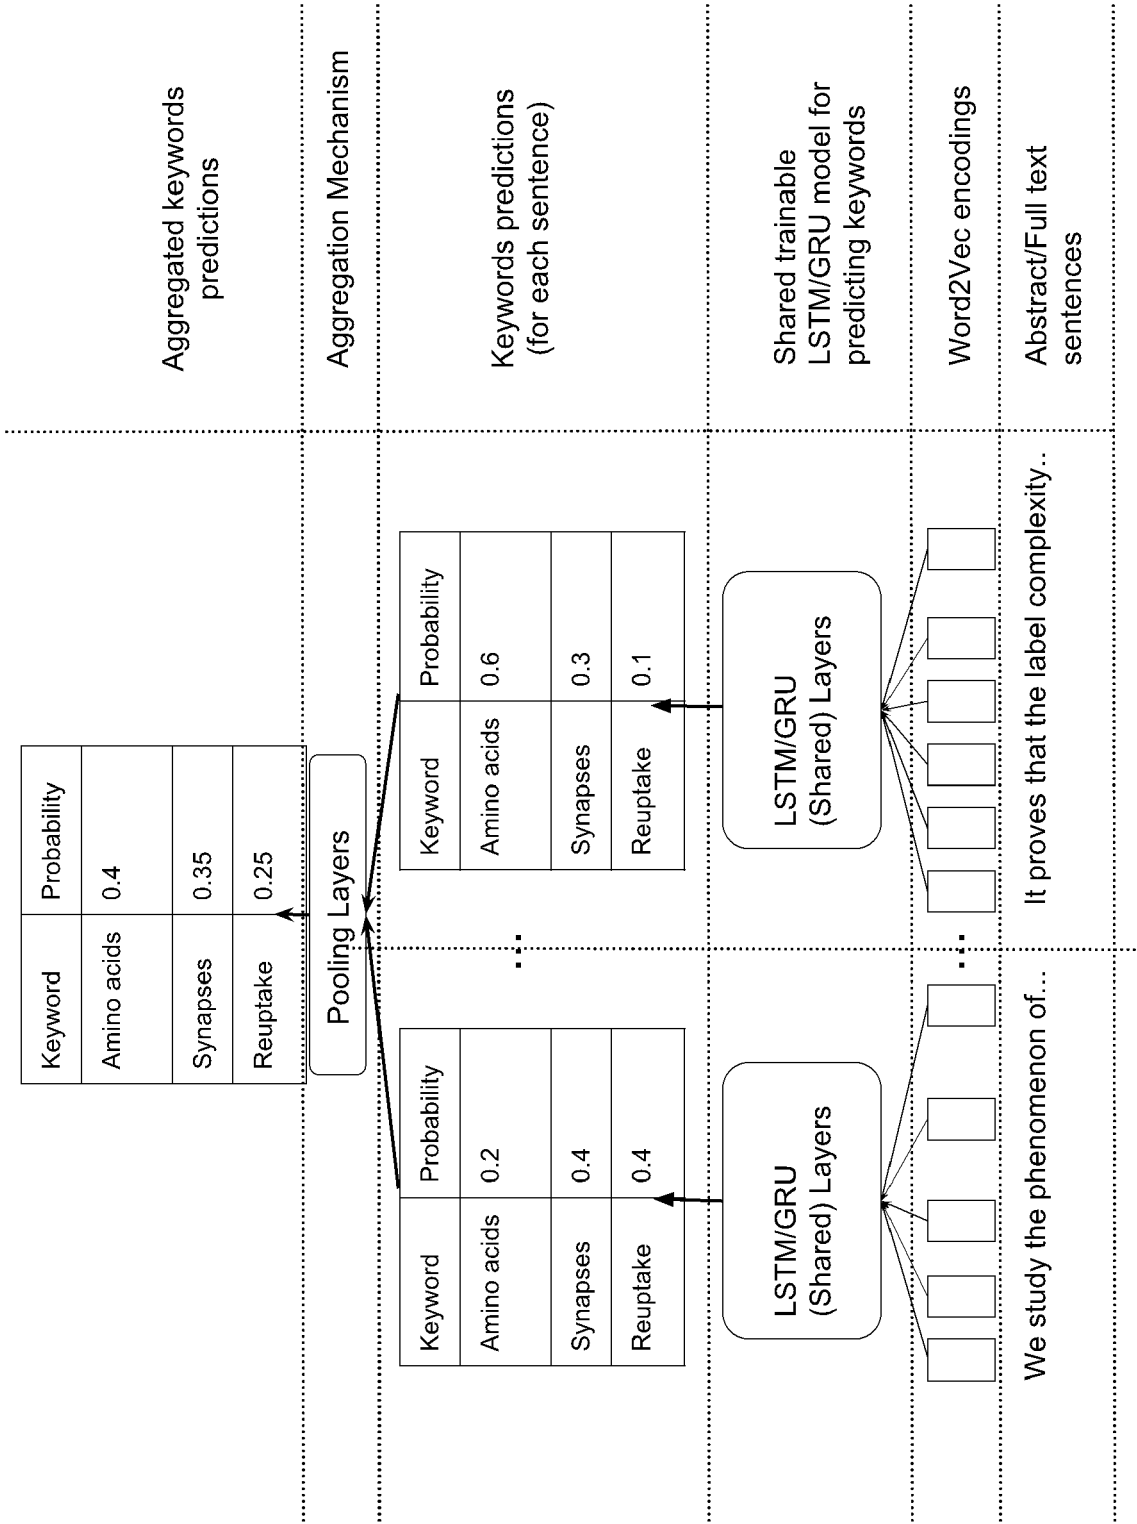 Keyword Probability
Amino acids 0.4
Synapses 0.35
Reuptake 0.25
Aggregated keywords
predictions
Pooling Layers
Aggregation Mechanism
Keyword Probability
Amino acids 0.2
Synapses 0.4
Reuptake 0.4
...
Keyword Probability
Amino acids 0.6
Synapses 0.3
Reuptake 0.1
Keywords predictions
(for each sentence)
LSTM/GRU
(Shared) Layers
LSTM/GRU
(Shared) Layers
Shared trainable
LSTM/GRU model for
predicting keywords
...
Word2Vec encodings
We study the phenomenon of...
It proves that the label complexity..
Abstract/Full text
sentences